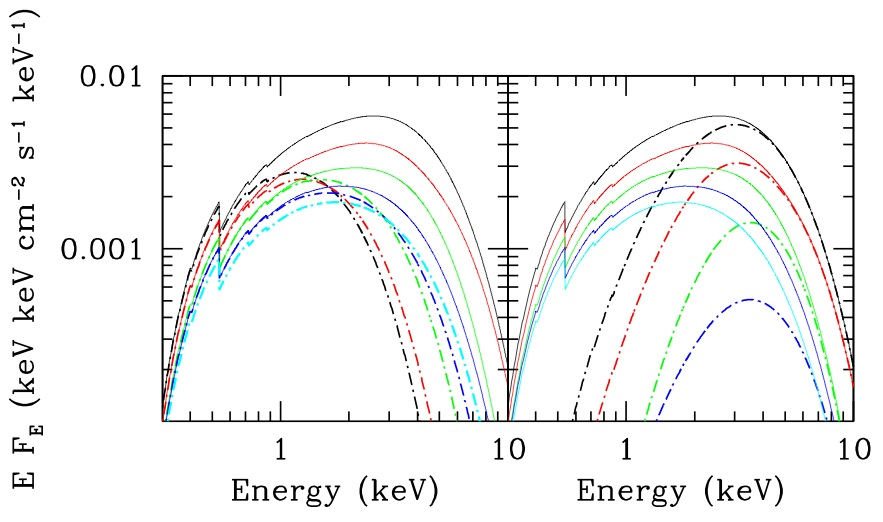 E F_E (keV keV cm⁻² s⁻¹ keV⁻¹)
0.01
0.001
1
10
1
10
Energy (keV)
Energy (keV)